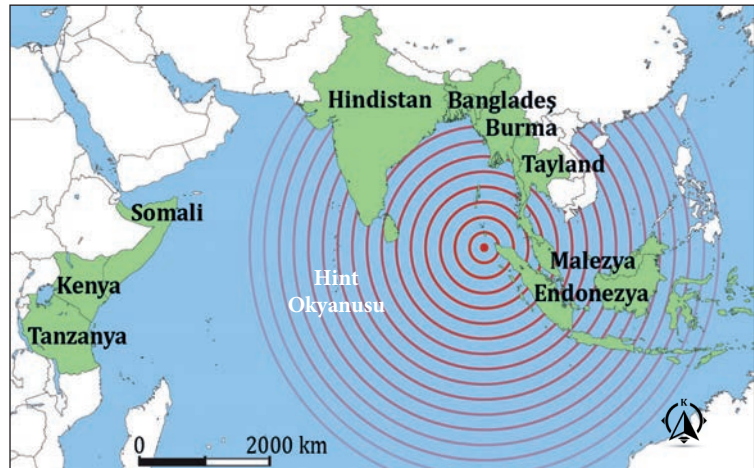 Hindistan
Bangladeş
Burma
Tayland
Somali
Kenya
Tanzanya
Hint
Okyanusu
Malezya
Endonezya
K
0 2000 km